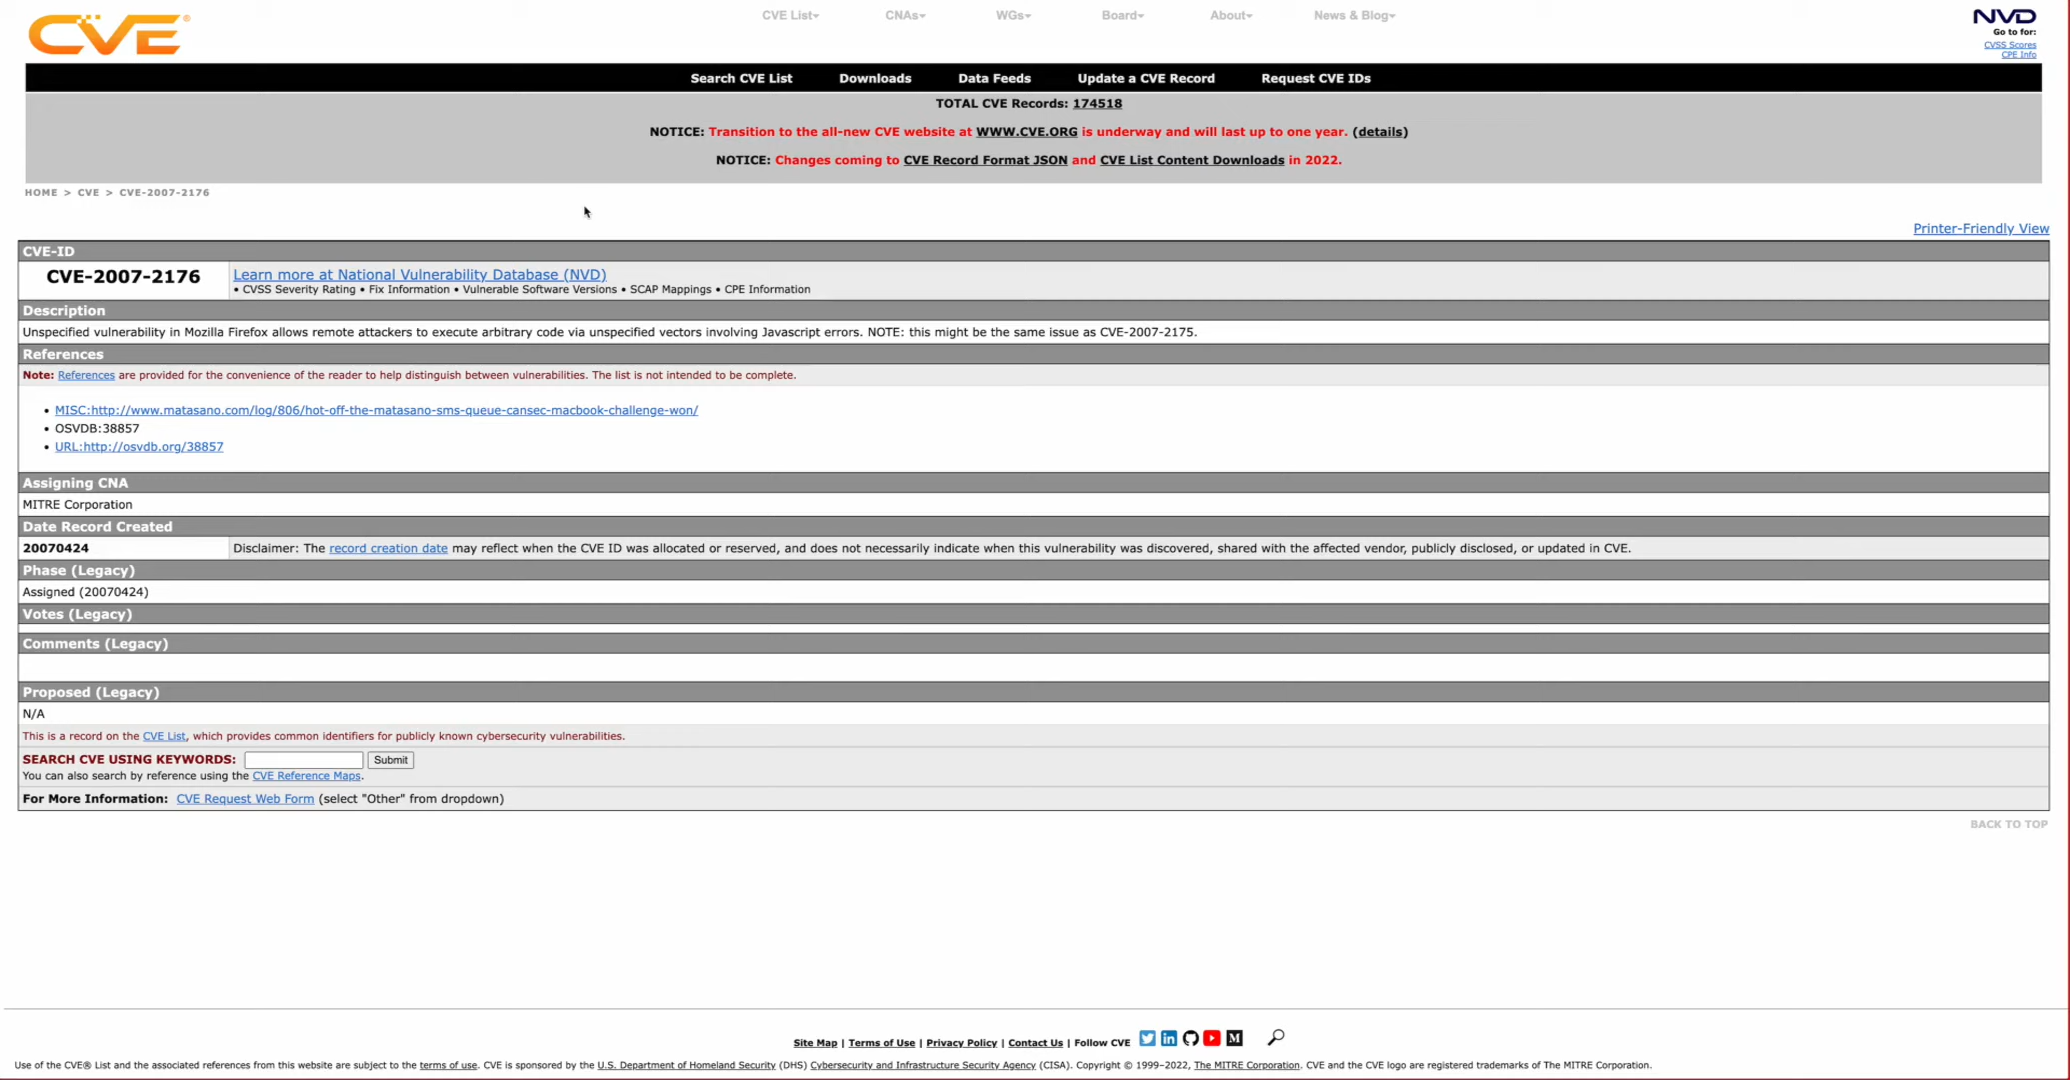 CVE®
CVE List▾ CNAs▾ WGs▾ Board▾ About▾ News & Blog▾
NVD
Go to for:
CVSS Scores
CPE Info
Search CVE List Downloads Data Feeds Update a CVE Record Request CVE IDs
TOTAL CVE Records: 174518
NOTICE: Transition to the all-new CVE website at WWW.CVE.ORG is underway and will last up to one year. (details)
NOTICE: Changes coming to CVE Record Format JSON and CVE List Content Downloads in 2022.
HOME > CVE > CVE-2007-2176
Printer-Friendly View
CVE-ID
CVE-2007-2176 Learn more at National Vulnerability Database (NVD)
• CVSS Severity Rating • Fix Information • Vulnerable Software Versions • SCAP Mappings • CPE Information
Description
Unspecified vulnerability in Mozilla Firefox allows remote attackers to execute arbitrary code via unspecified vectors involving Javascript errors. NOTE: this might be the same issue as CVE-2007-2175.
References
Note: References are provided for the convenience of the reader to help distinguish between vulnerabilities. The list is not intended to be complete.
• MISC:http://www.matasano.com/log/806/hot-off-the-matasano-sms-queue-cansec-macbook-challenge-won/
• OSVDB:38857
• URL:http://osvdb.org/38857
Assigning CNA
MITRE Corporation
Date Record Created
20070424 Disclaimer: The record creation date may reflect when the CVE ID was allocated or reserved, and does not necessarily indicate when this vulnerability was discovered, shared with the affected vendor, publicly disclosed, or updated in CVE.
Phase (Legacy)
Assigned (20070424)
Votes (Legacy)
Comments (Legacy)
Proposed (Legacy)
N/A
This is a record on the CVE List, which provides common identifiers for publicly known cybersecurity vulnerabilities.
SEARCH CVE USING KEYWORDS: Submit
You can also search by reference using the CVE Reference Maps.
For More Information: CVE Request Web Form (select "Other" from dropdown)
BACK TO TOP
Site Map | Terms of Use | Privacy Policy | Contact Us | Follow CVE
Use of the CVE® List and the associated references from this website are subject to the terms of use. CVE is sponsored by the U.S. Department of Homeland Security (DHS) Cybersecurity and Infrastructure Security Agency (CISA). Copyright © 1999–2022, The MITRE Corporation. CVE and the CVE logo are registered trademarks of The MITRE Corporation.